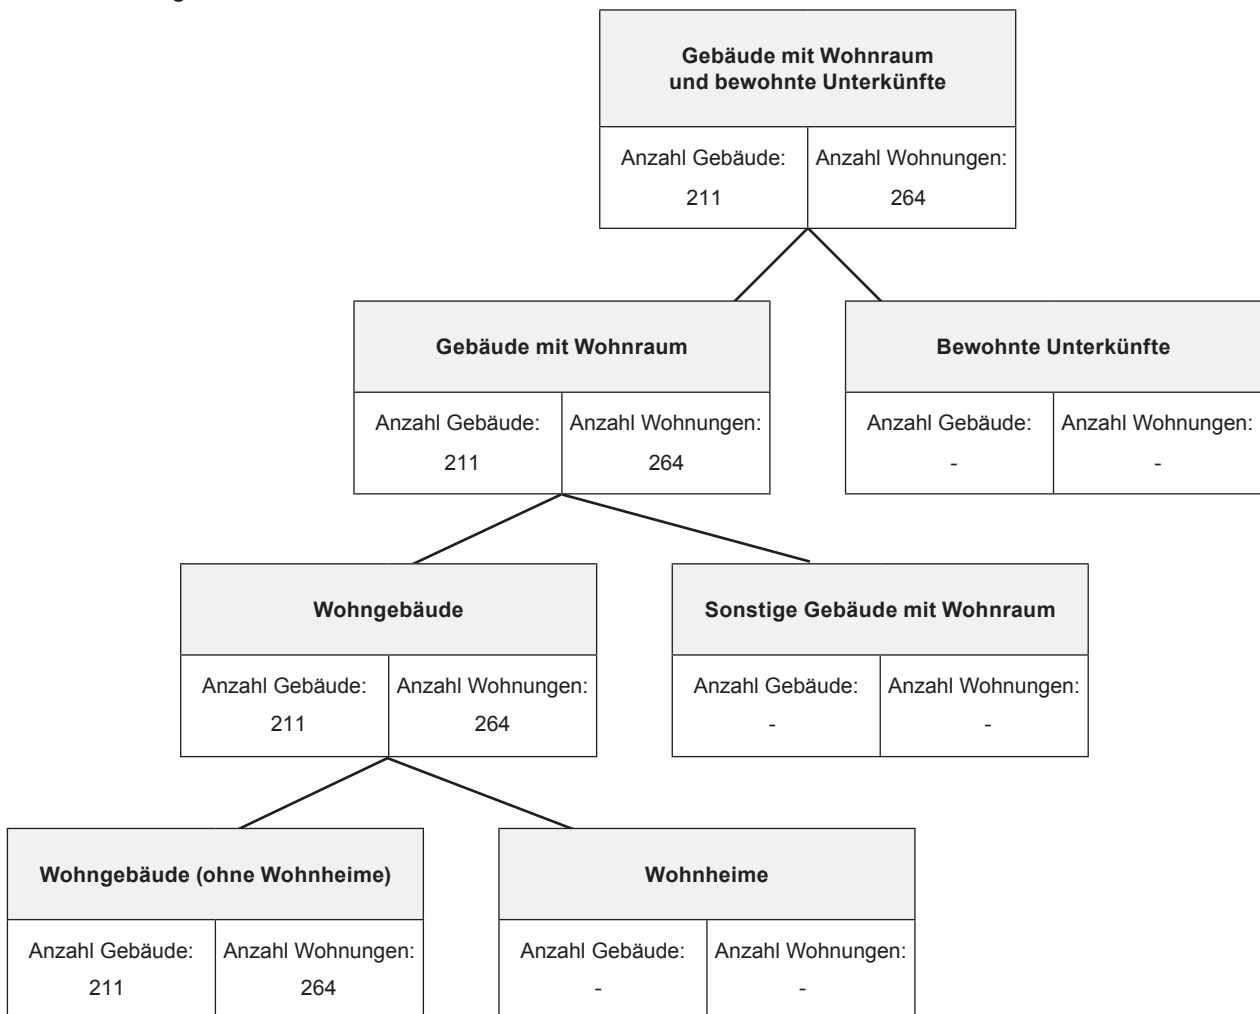 Gebäude mit Wohnraum
und bewohnte Unterkünfte
Anzahl Gebäude: Anzahl Wohnungen:
211 264
Gebäude mit Wohnraum
Anzahl Gebäude: Anzahl Wohnungen:
211 264
Bewohnte Unterkünfte
Anzahl Gebäude: Anzahl Wohnungen:
- -
Wohngebäude
Anzahl Gebäude: Anzahl Wohnungen:
211 264
Sonstige Gebäude mit Wohnraum
Anzahl Gebäude: Anzahl Wohnungen:
- -
Wohngebäude (ohne Wohnheime)
Anzahl Gebäude: Anzahl Wohnungen:
211 264
Wohnheime
Anzahl Gebäude: Anzahl Wohnungen:
- -